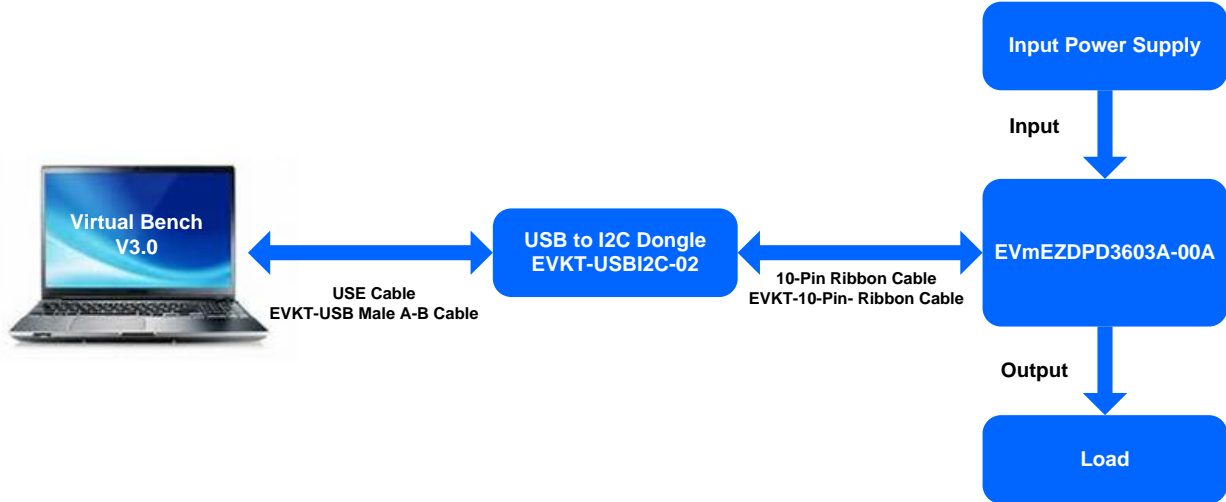 Input Power Supply
Input
Virtual Bench
V3.0
USB to I2C Dongle
EVKT-USBI2C-02
EVmEZDPD3603A-00A
USE Cable
EVKT-USB Male A-B Cable
10-Pin Ribbon Cable
EVKT-10-Pin- Ribbon Cable
Output
Load